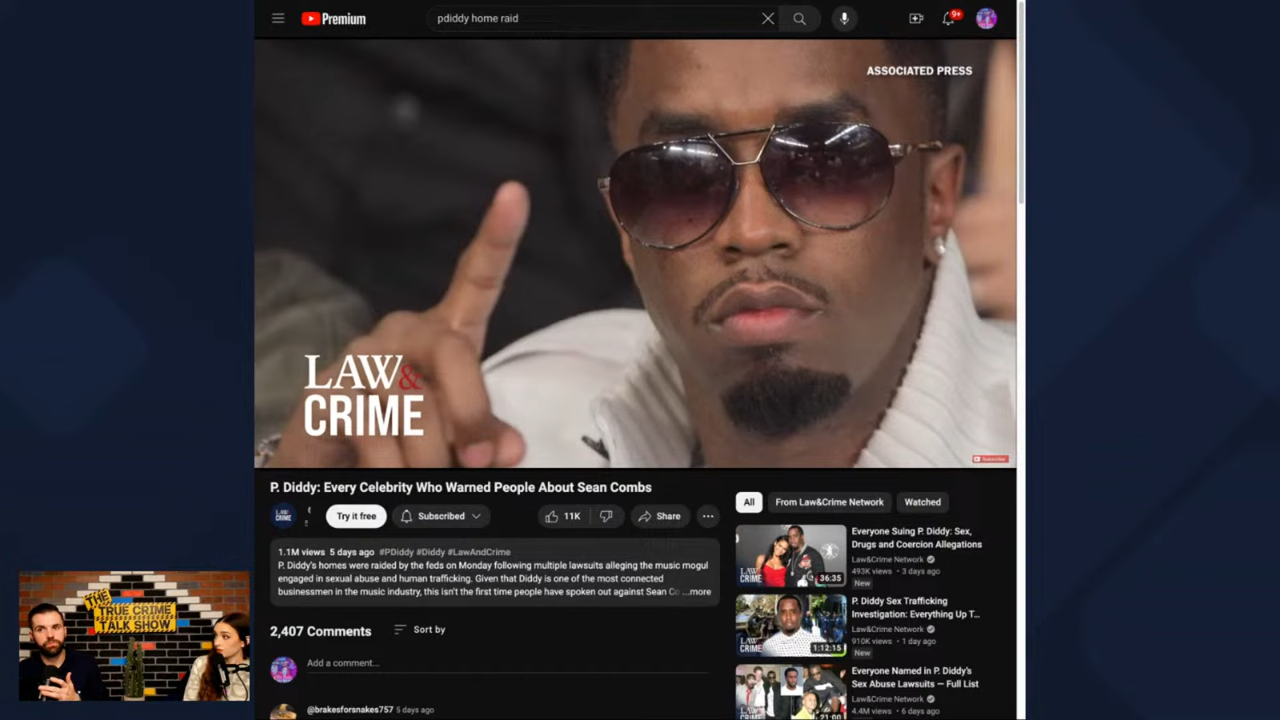 Premium
pdiddy home raid
9+
ASSOCIATED PRESS
LAW&
CRIME
Subscribe
P. Diddy: Every Celebrity Who Warned People About Sean Combs
Try it free
Subscribed
11K
Share
...
1.1M views 5 days ago #PDiddy #Diddy #LawAndCrime
P. Diddy's homes were raided by the feds on Monday following multiple lawsuits alleging the music mogul
engaged in sexual abuse and human trafficking. Given that Diddy is one of the most connected
businessmen in the music industry, this isn't the first time people have spoken out against Sean Co ...more
2,407 Comments
Sort by
Add a comment...
@brakesforsnakes757 5 days ago
All
From Law&Crime Network
Watched
36:35
Everyone Suing P. Diddy: Sex,
Drugs and Coercion Allegations
Law&Crime Network
493K views • 3 days ago
New
1:12:15
P. Diddy Sex Trafficking
Investigation: Everything Up T...
Law&Crime Network
910K views • 1 day ago
New
21:00
Everyone Named in P. Diddy's
Sex Abuse Lawsuits — Full List
Law&Crime Network
4.4M views • 6 days ago
THE
TRUE CRIME
TALK SHOW